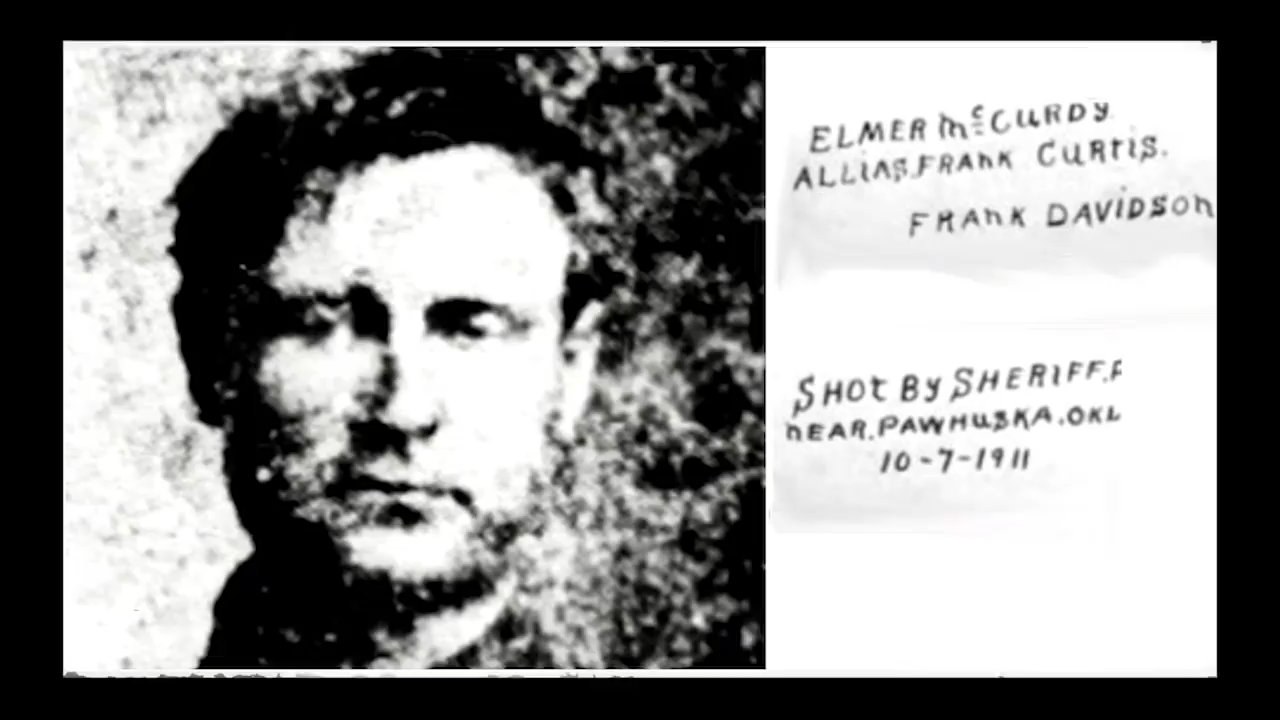 ELMER McCURDY
ALLIAS.FRANK CURTIS.
FRANK DAVIDSON
SHOT BY SHERIFF.F
NEAR.PAWHUSKA.OKL
10-7-1911